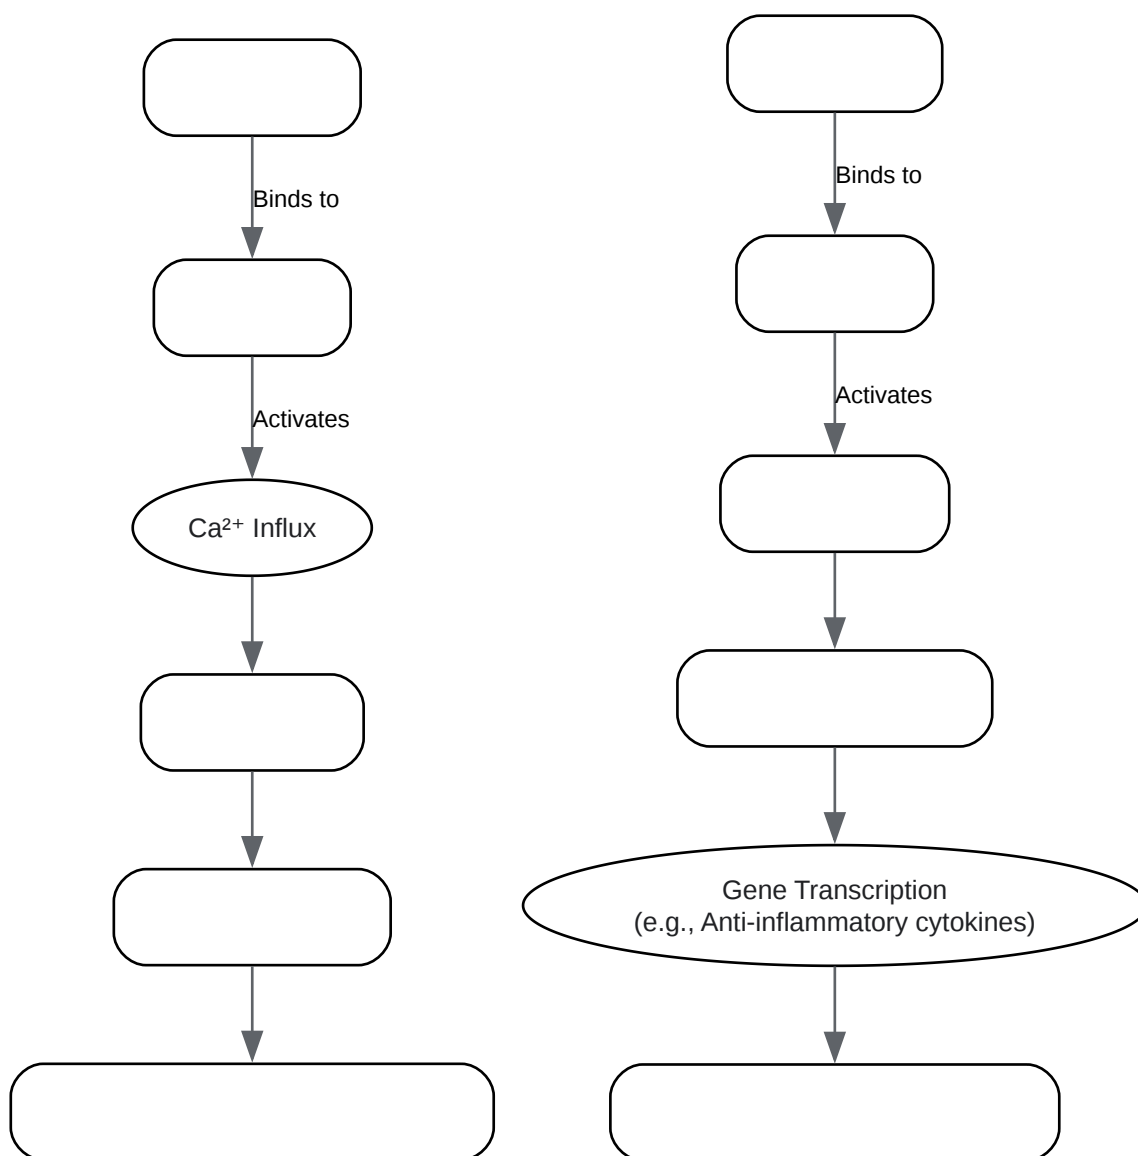 Binds to
Activates
Ca²⁺ Influx
Binds to
Activates
Gene Transcription
(e.g., Anti-inflammatory cytokines)